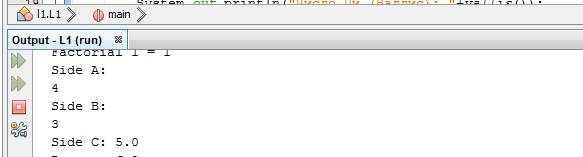 l1.L1
main
Output - L1 (run)
Factorial 1 = 1
Side A:
4
Side B:
3
Side C: 5.0